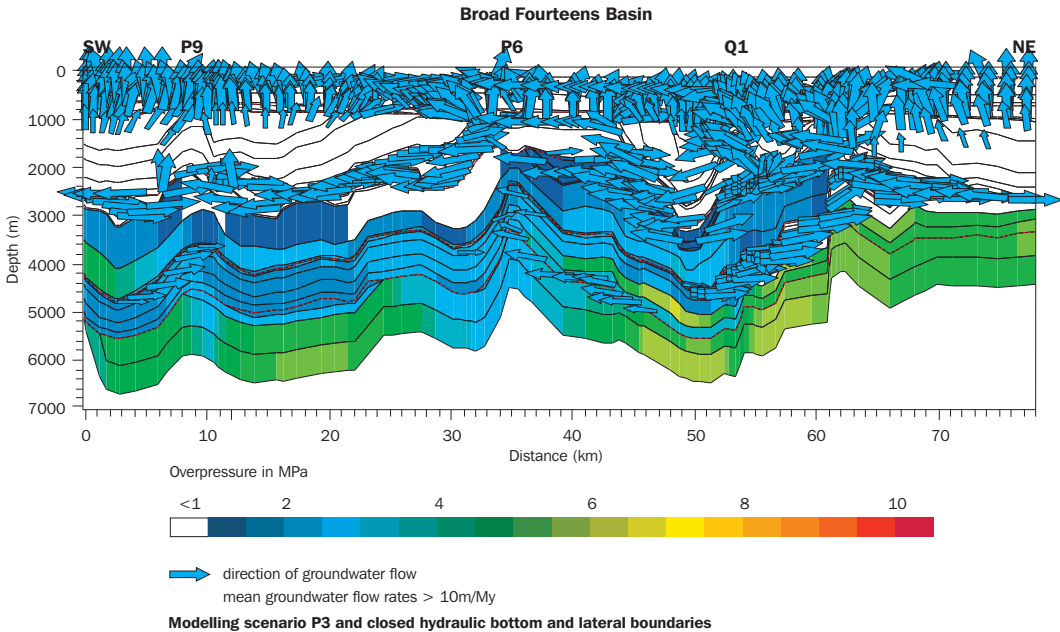 Broad Fourteens Basin
SW P9 P6 Q1 NE
0
1000
2000
3000
4000
5000
6000
7000
Depth (m)
0 10 20 30 40 50 60 70
Distance (km)
Overpressure in MPa
<1 2 4 6 8 10
direction of groundwater flow
mean groundwater flow rates > 10m/My
Modelling scenario P3 and closed hydraulic bottom and lateral boundaries